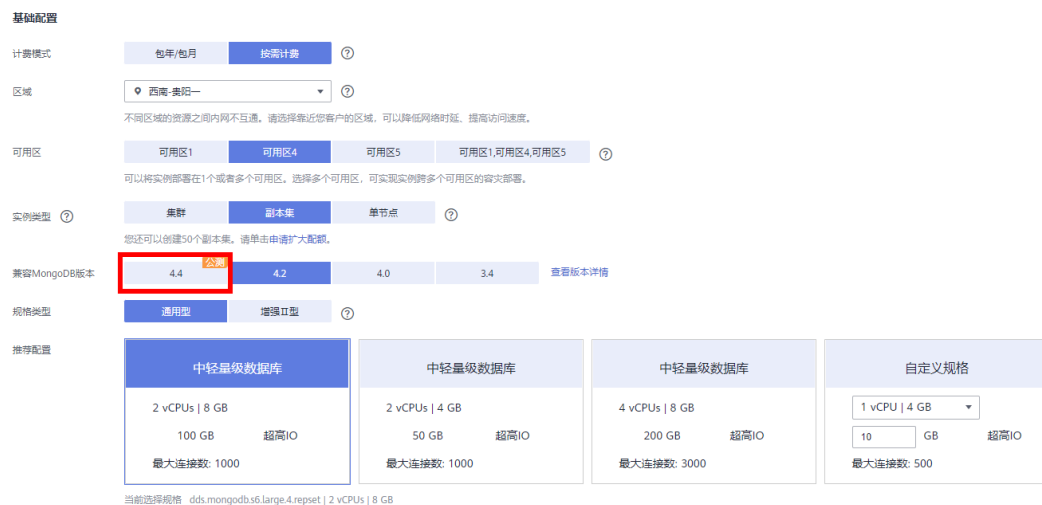 基础配置
计费模式 包年/包月 按需计费 ?
区域 西南-贵阳一 ?
不同区域的资源之间内网不互通。请选择靠近您客户的区域，可以降低网络时延、提高访问速度。
可用区 可用区1 可用区4 可用区5 可用区1,可用区4,可用区5 ?
可以将实例部署在1个或者多个可用区。选择多个可用区，可实现实例跨多个可用区的容灾部署。
实例类型 ? 集群 副本集 单节点 ?
您还可以创建50个副本集。请单击申请扩大配额。
公测
兼容MongoDB版本 4.4 4.2 4.0 3.4 查看版本详情
规格类型 通用型 增强II型 ?
推荐配置 中轻量级数据库 中轻量级数据库 中轻量级数据库 自定义规格
2 vCPUs | 8 GB 2 vCPUs | 4 GB 4 vCPUs | 8 GB 1 vCPU | 4 GB
100 GB 超高IO 50 GB 超高IO 200 GB 超高IO 10 GB 超高IO
最大连接数: 1000 最大连接数: 1000 最大连接数: 3000 最大连接数: 500
当前选择规格 dds.mongodb.s6.large.4.repset | 2 vCPUs | 8 GB